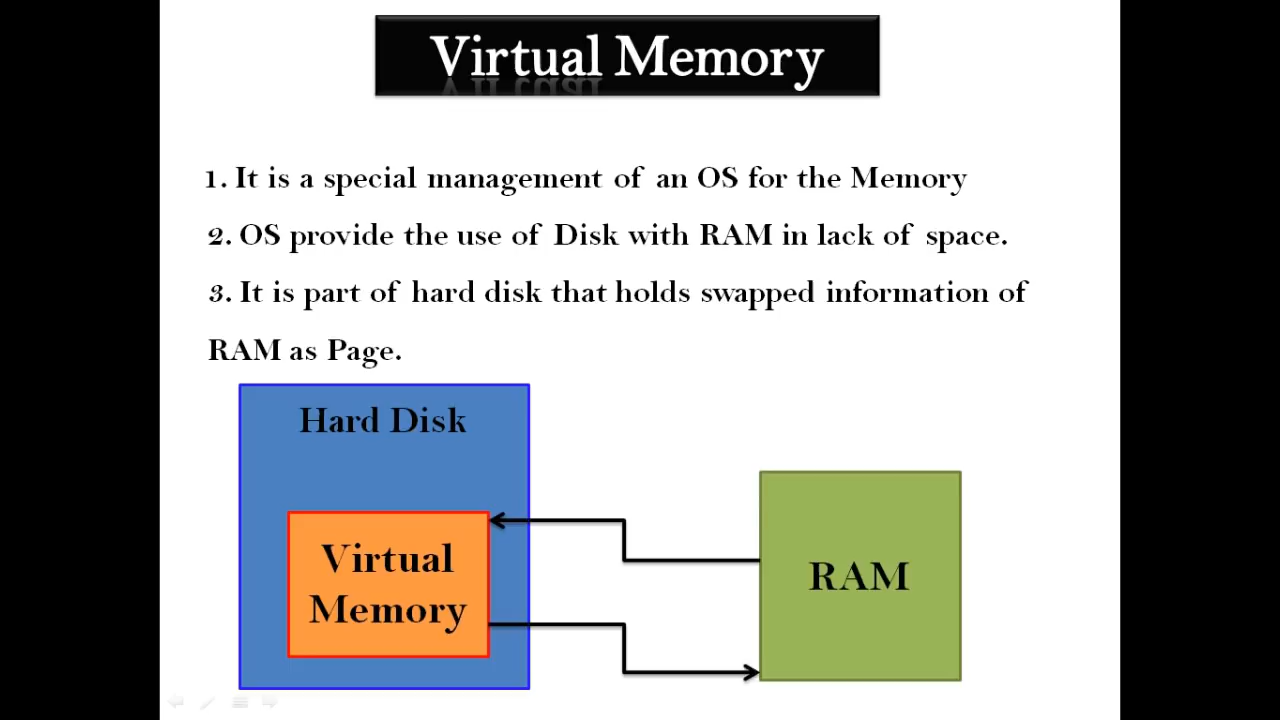 Virtual Memory
1. It is a special management of an OS for the Memory
2. OS provide the use of Disk with RAM in lack of space.
3. It is part of hard disk that holds swapped information of
RAM as Page.
Hard Disk
Virtual
Memory
RAM